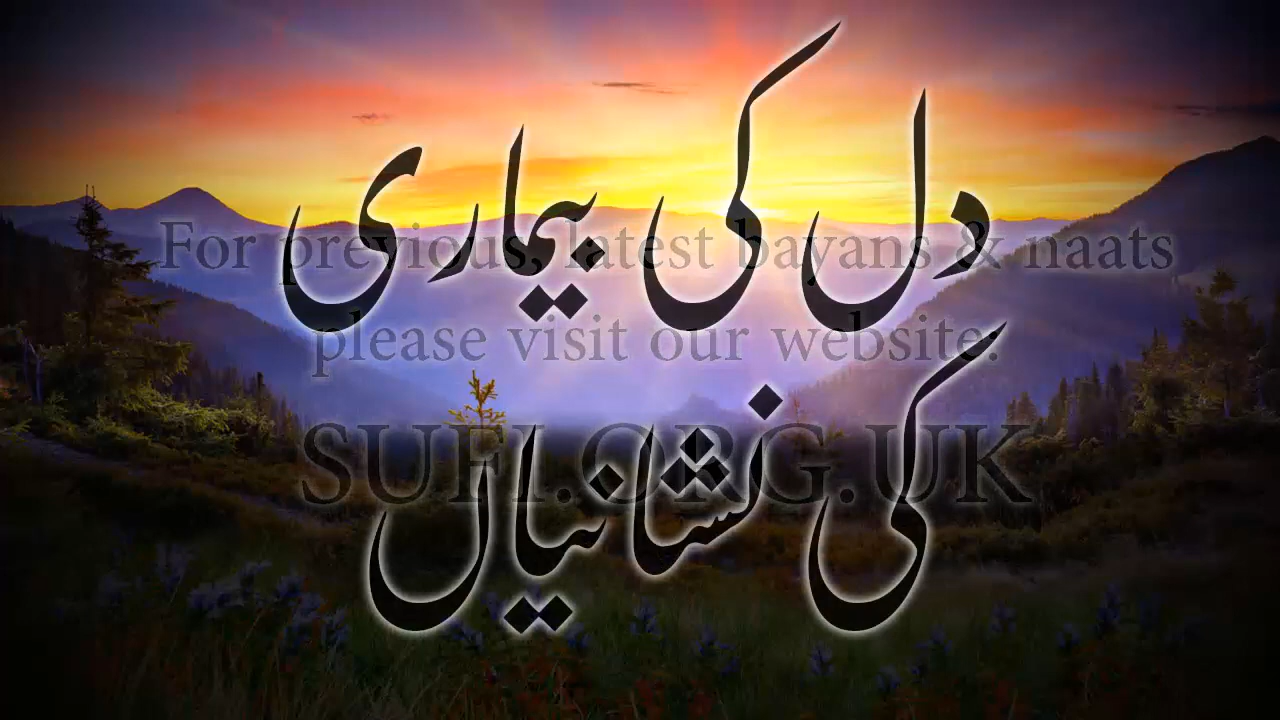 دل کی بیماری
For previous, latest bayans & naats
please visit our website:
کی نشانیاں
SUFI.ORG.UK